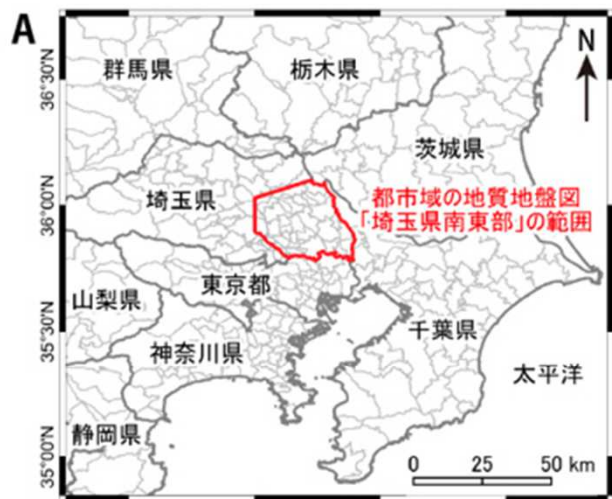 A
N
36°30'N
36°00'N
35°30'N
35°00'N
群馬県
栃木県
茨城県
埼玉県
都市域の地質地盤図
「埼玉県南東部」の範囲
東京都
山梨県
千葉県
神奈川県
太平洋
静岡県
0 25 50 km